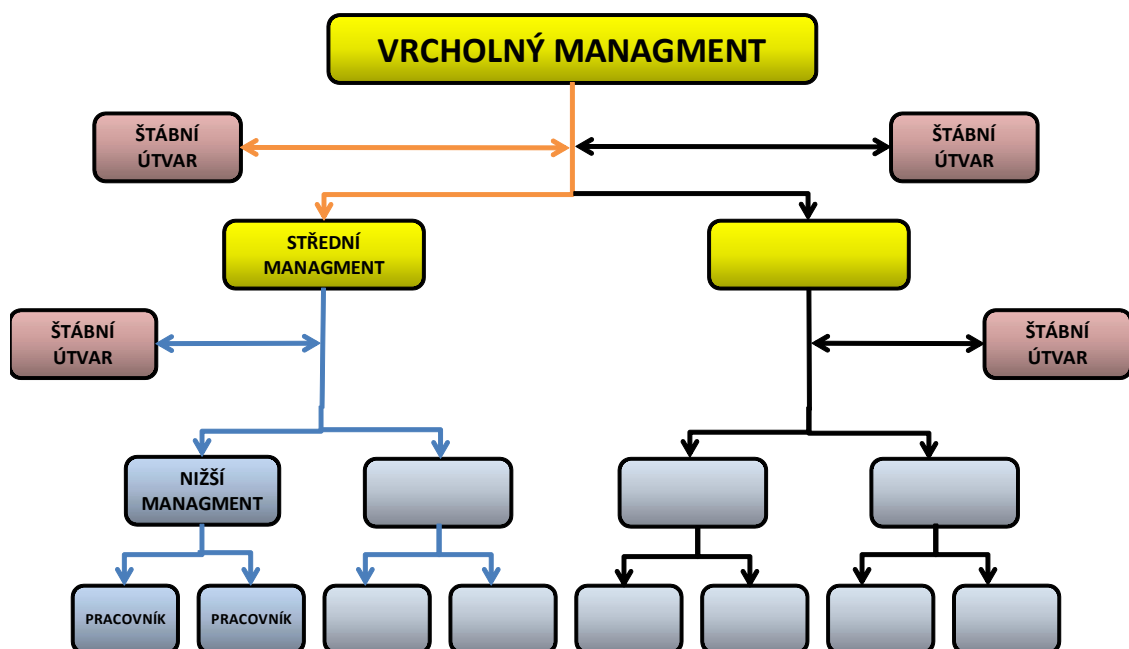 VRCHOLNÝ MANAGMENT
ŠTÁBNÍ
ÚTVAR
ŠTÁBNÍ
ÚTVAR
STŘEDNÍ
MANAGMENT
ŠTÁBNÍ
ÚTVAR
ŠTÁBNÍ
ÚTVAR
NIŽŠÍ
MANAGMENT
PRACOVNÍK
PRACOVNÍK